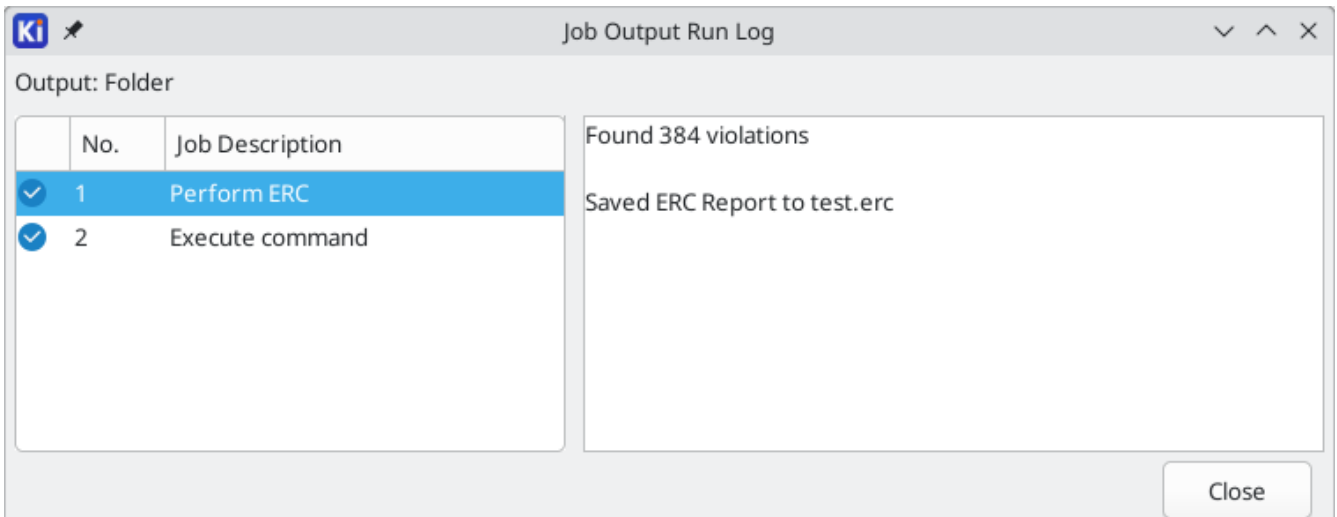 Ki
Job Output Run Log
Output: Folder
No. Job Description
1 Perform ERC
2 Execute command
Found 384 violations
Saved ERC Report to test.erc
Close